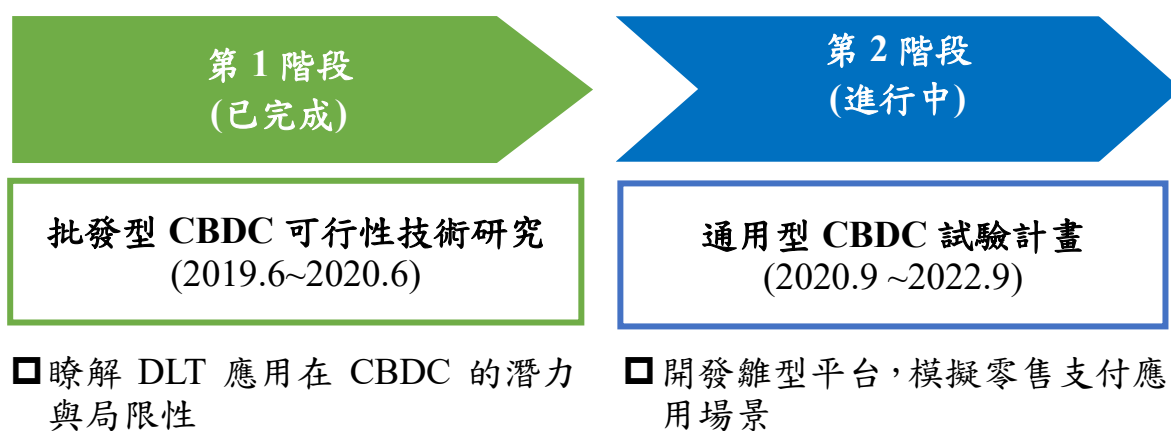 第 1 階段
(已完成)
批發型 CBDC 可行性技術研究
(2019.6~2020.6)
瞭解 DLT 應用在 CBDC 的潛力
與局限性
第 2 階段
(進行中)
通用型 CBDC 試驗計畫
(2020.9 ~2022.9)
開發雛型平台，模擬零售支付應
用場景